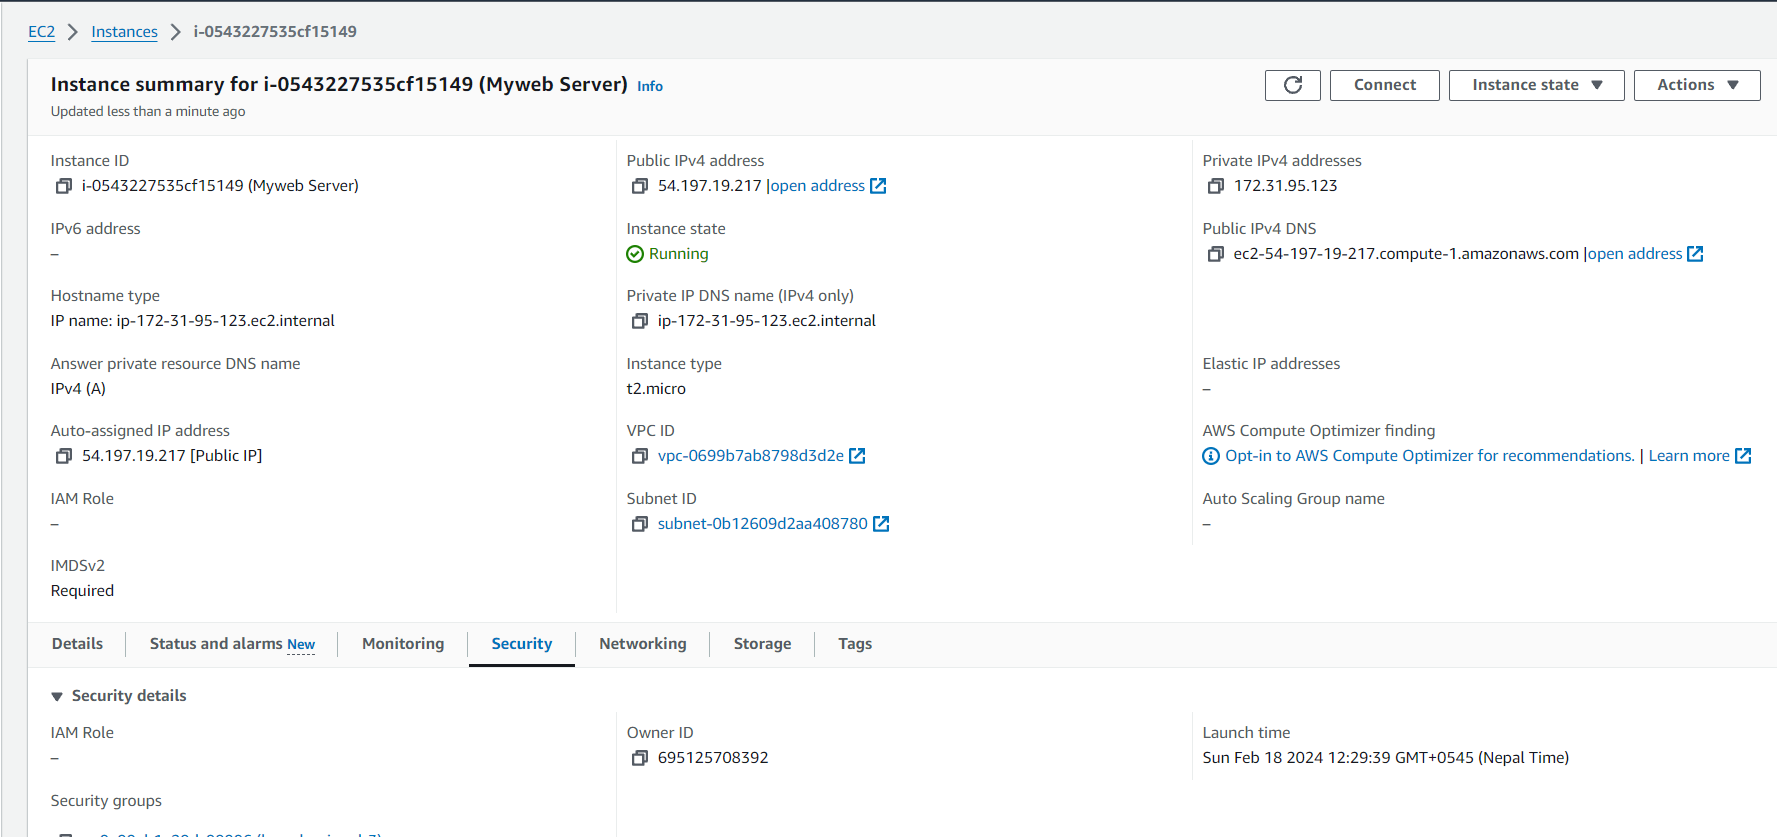 EC2 > Instances > i-0543227535cf15149
Instance summary for i-0543227535cf15149 (Myweb Server) Info
Updated less than a minute ago
Connect
Instance state
Actions
Instance ID
i-0543227535cf15149 (Myweb Server)
Public IPv4 address
54.197.19.217 |open address
Private IPv4 addresses
172.31.95.123
IPv6 address
–
Instance state
Running
Public IPv4 DNS
ec2-54-197-19-217.compute-1.amazonaws.com |open address
Hostname type
IP name: ip-172-31-95-123.ec2.internal
Private IP DNS name (IPv4 only)
ip-172-31-95-123.ec2.internal
Answer private resource DNS name
IPv4 (A)
Instance type
t2.micro
Elastic IP addresses
–
Auto-assigned IP address
54.197.19.217 [Public IP]
VPC ID
vpc-0699b7ab8798d3d2e
AWS Compute Optimizer finding
Opt-in to AWS Compute Optimizer for recommendations. | Learn more
IAM Role
–
Subnet ID
subnet-0b12609d2aa408780
Auto Scaling Group name
–
IMDSv2
Required
Details
Status and alarms New
Monitoring
Security
Networking
Storage
Tags
Security details
IAM Role
–
Owner ID
695125708392
Launch time
Sun Feb 18 2024 12:29:39 GMT+0545 (Nepal Time)
Security groups